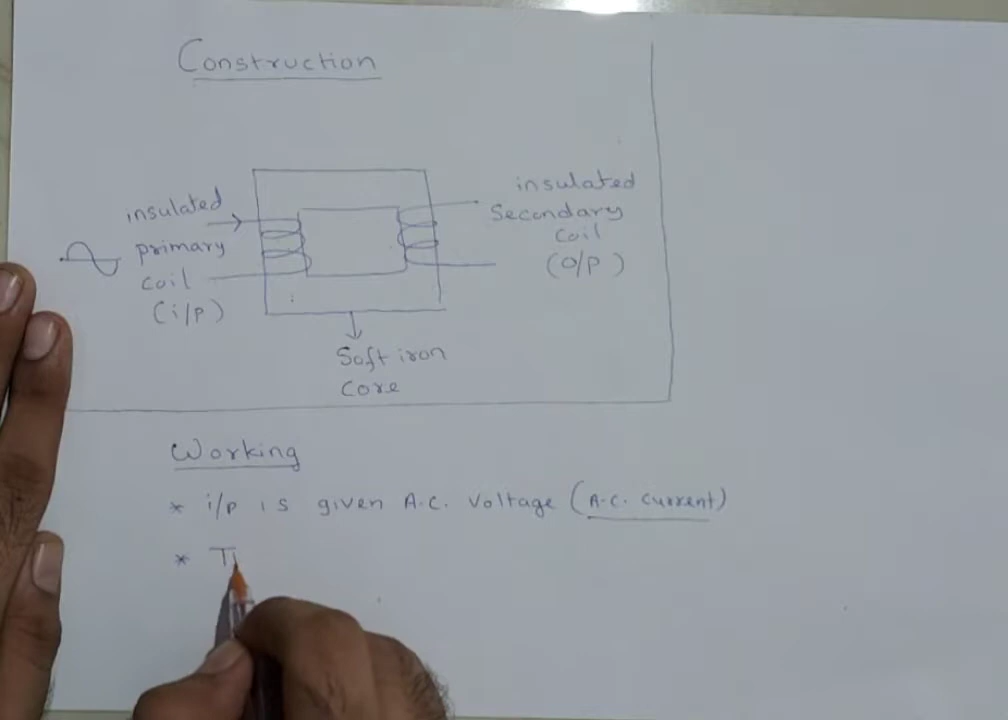 Construction
insulated
primary
coil
(i/p)
insulated
Secondary
coil
(O/P)
Soft iron
Core
Working
* i/p is given A.C. Voltage (A.C. Current)
* T